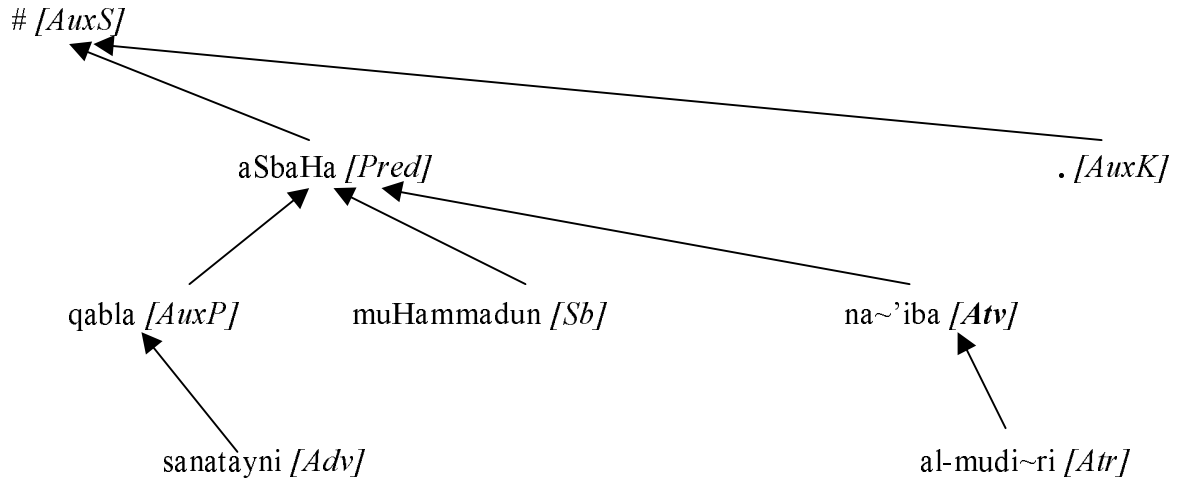 # [AuxS]
aSbaHa [Pred] . [AuxK]
qabla [AuxP] muHammadun [Sb] na~’iba [Atv]
sanatayni [Adv] al-mudi~ri [Atr]